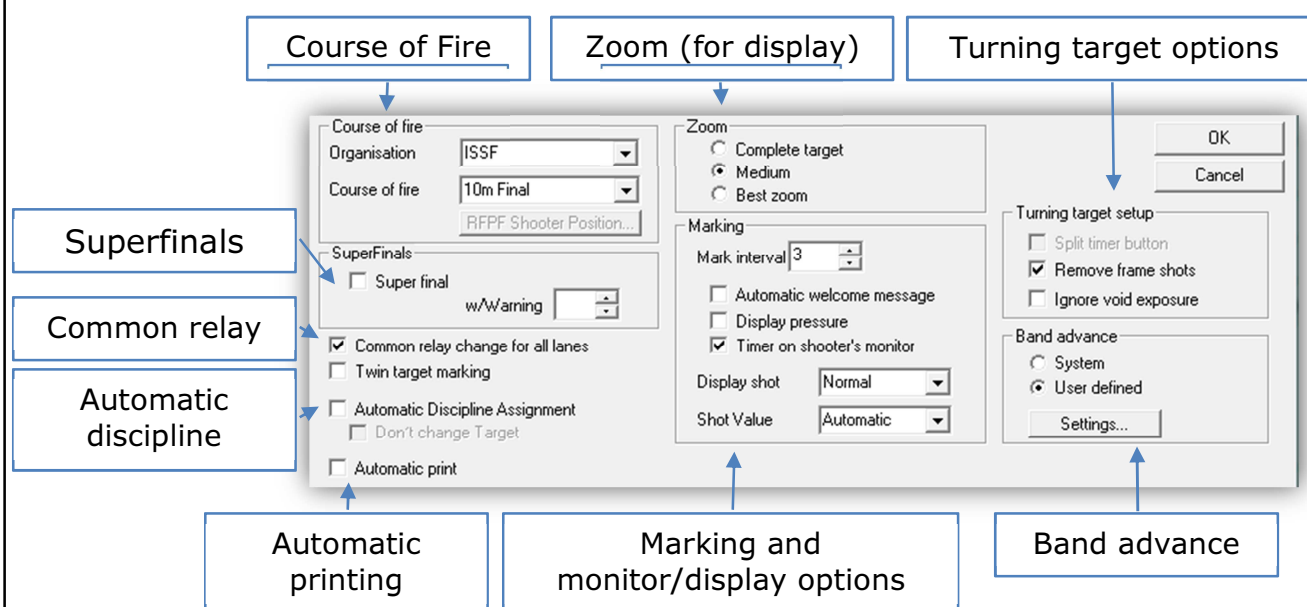 Course of Fire
Zoom (for display)
Turning target options
Superfinals
Common relay
Automatic
discipline
Course of fire
Organisation ISSF
Course of fire 10m Final
RFPF Shooter Position...
SuperFinals
Super final
w/Warning
Common relay change for all lanes
Twin target marking
Automatic Discipline Assignment
Don't change Target
Automatic print
Zoom
Complete target
Medium
Best zoom
Marking
Mark interval 3
Automatic welcome message
Display pressure
Timer on shooter's monitor
Display shot Normal
Shot Value Automatic
OK
Cancel
Turning target setup
Split timer button
Remove frame shots
Ignore void exposure
Band advance
System
User defined
Settings...
Automatic
printing
Marking and
monitor/display options
Band advance